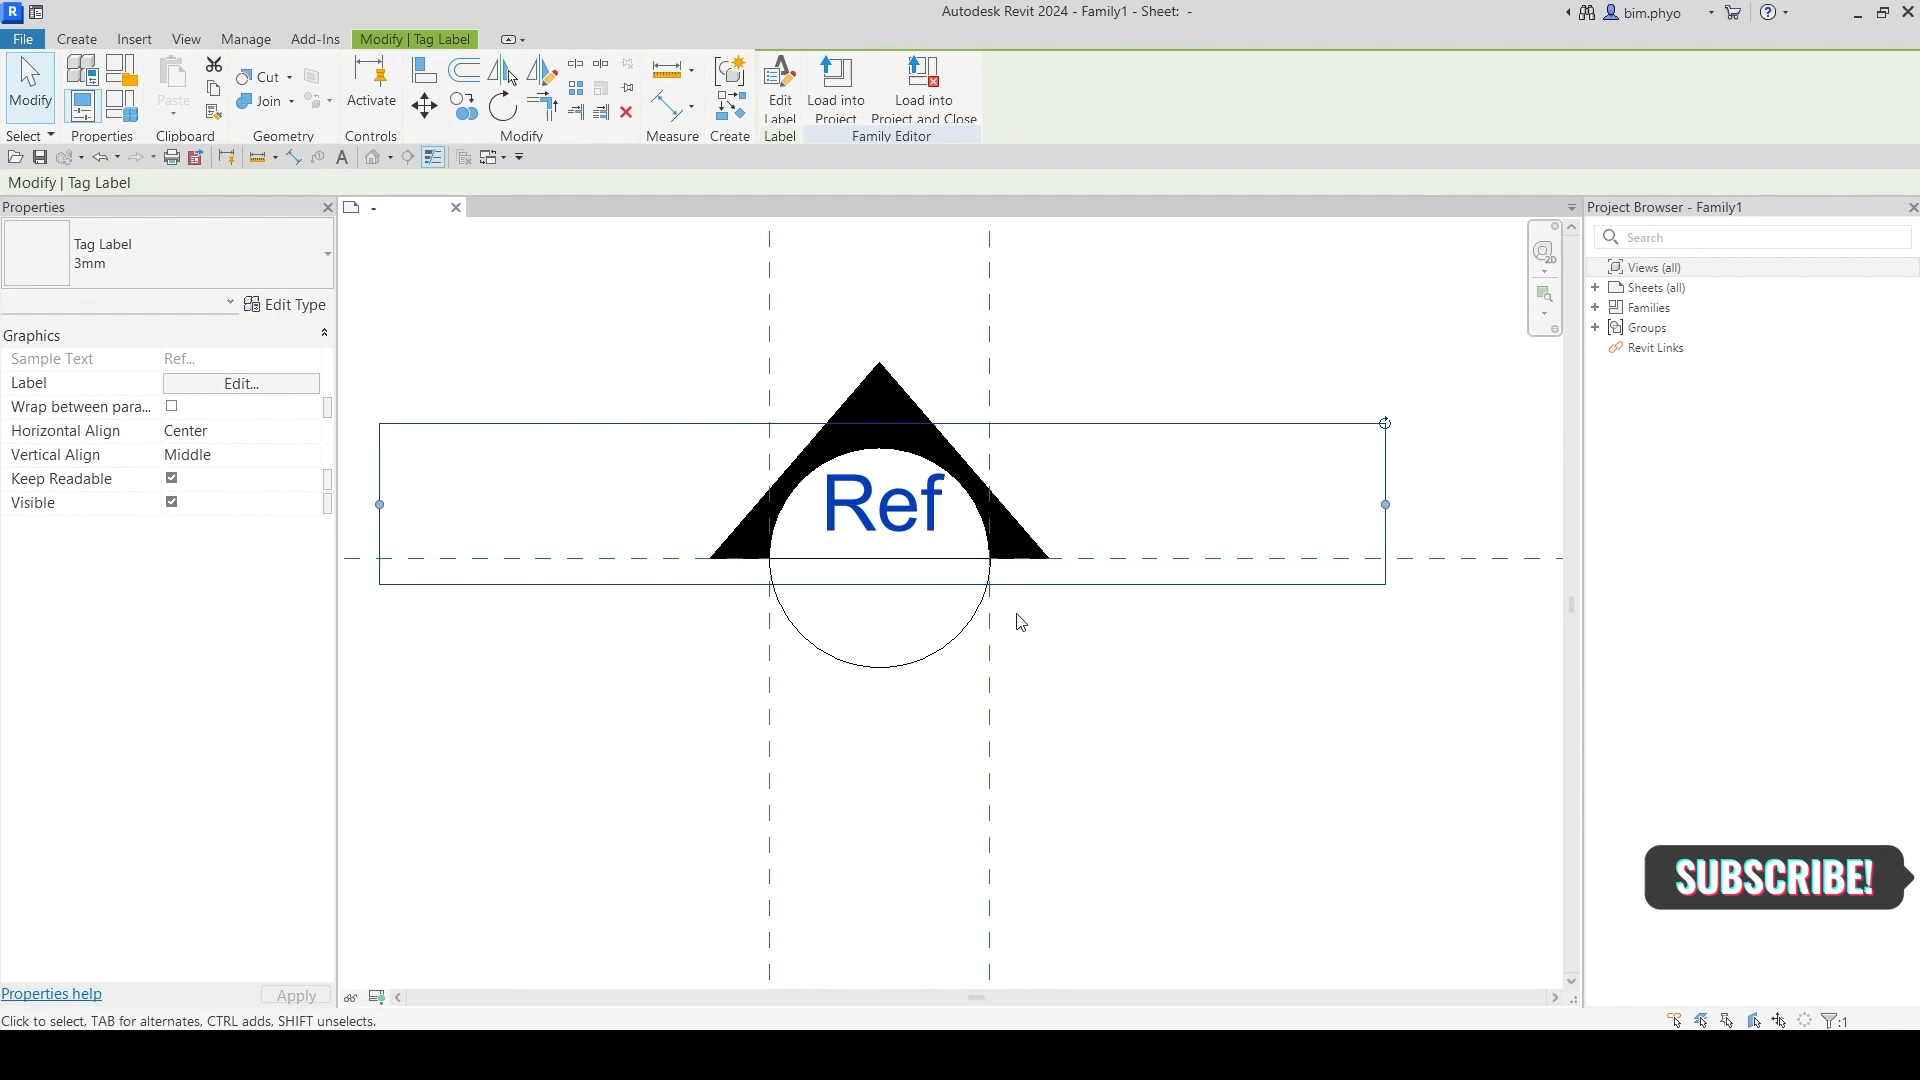 Autodesk Revit 2024 - Family1 - Sheet: -
bim.phyo
File Create Insert View Manage Add-Ins Modify | Tag Label
Modify
Paste
Cut
Join
Activate
Edit Label
Load into Project
Load into Project and Close
Select Properties Clipboard Geometry Controls Modify Measure Create Label Family Editor
Modify | Tag Label
Properties
-
Project Browser - Family1
Tag Label
3mm
Edit Type
Graphics
Sample Text Ref...
Label Edit...
Wrap between para...
Horizontal Align Center
Vertical Align Middle
Keep Readable
Visible
Properties help
Apply
Ref
2D
Search
Views (all)
Sheets (all)
Families
Groups
Revit Links
SUBSCRIBE!
Click to select, TAB for alternates, CTRL adds, SHIFT unselects.
:1